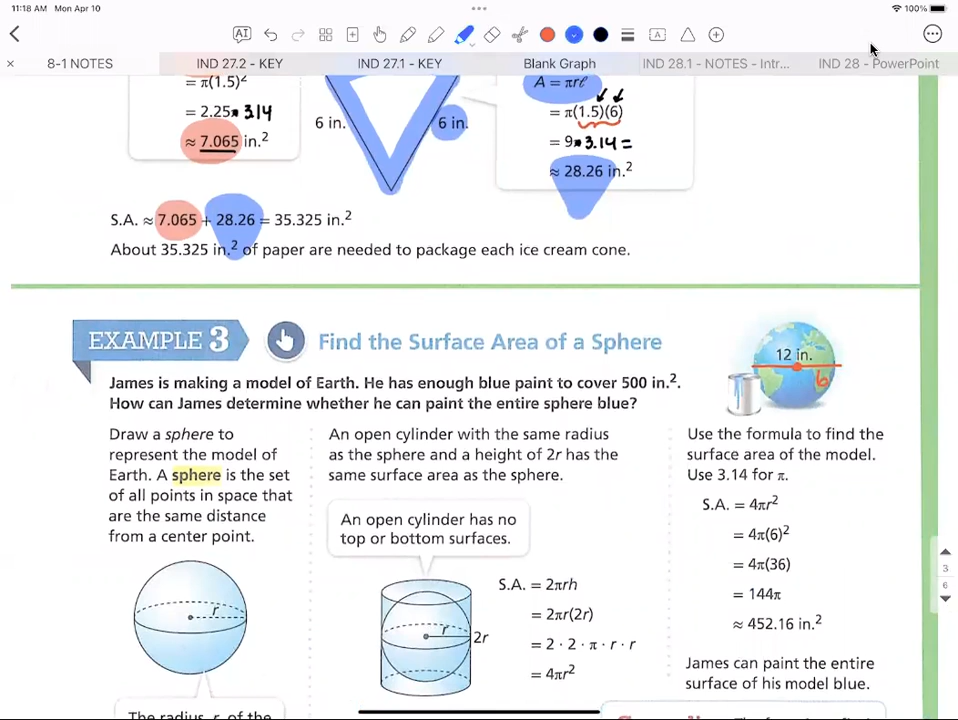 11:18 AM Mon Apr 10
100%
AI
A
8-1 NOTES
IND 27.2 - KEY
IND 27.1 - KEY
Blank Graph
IND 28.1 - NOTES - Intr...
IND 28 - PowerPoint
= π(1.5)²
= 2.25 • 3.14
≈ 7.065 in.²
6 in.
6 in.
A = πrℓ
= π(1.5)(6)
= 9 • 3.14 =
≈ 28.26 in.²
S.A. ≈ 7.065 + 28.26 = 35.325 in.²
About 35.325 in.² of paper are needed to package each ice cream cone.
EXAMPLE 3
Find the Surface Area of a Sphere
12 in.
6
James is making a model of Earth. He has enough blue paint to cover 500 in.².
How can James determine whether he can paint the entire sphere blue?
Draw a sphere to
represent the model of
Earth. A sphere is the set
of all points in space that
are the same distance
from a center point.
r
The radius, r, of the
An open cylinder with the same radius
as the sphere and a height of 2r has the
same surface area as the sphere.
An open cylinder has no
top or bottom surfaces.
r
2r
S.A. = 2πrh
= 2πr(2r)
= 2 · 2 · π · r · r
= 4πr²
Use the formula to find the
surface area of the model.
Use 3.14 for π.
S.A. = 4πr²
= 4π(6)²
= 4π(36)
= 144π
≈ 452.16 in.²
James can paint the entire
surface of his model blue.
3
6